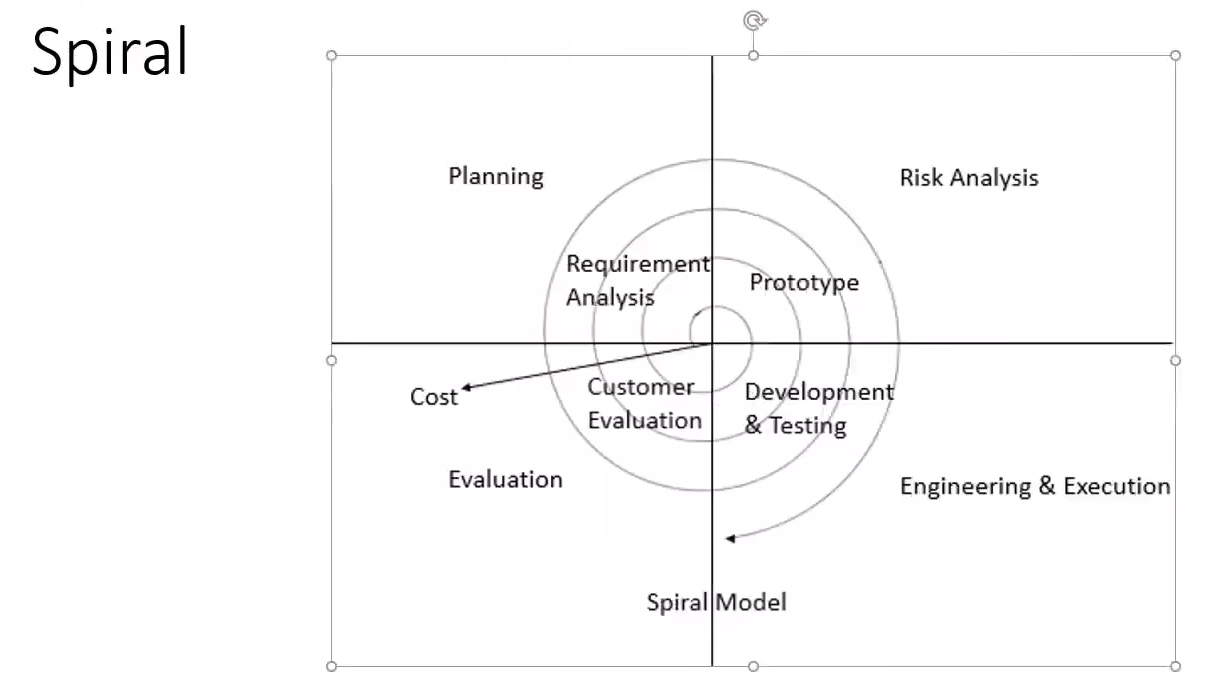 Spiral
Planning
Risk Analysis
Requirement
Analysis
Prototype
Cost
Customer
Evaluation
Development
& Testing
Evaluation
Engineering & Execution
Spiral Model